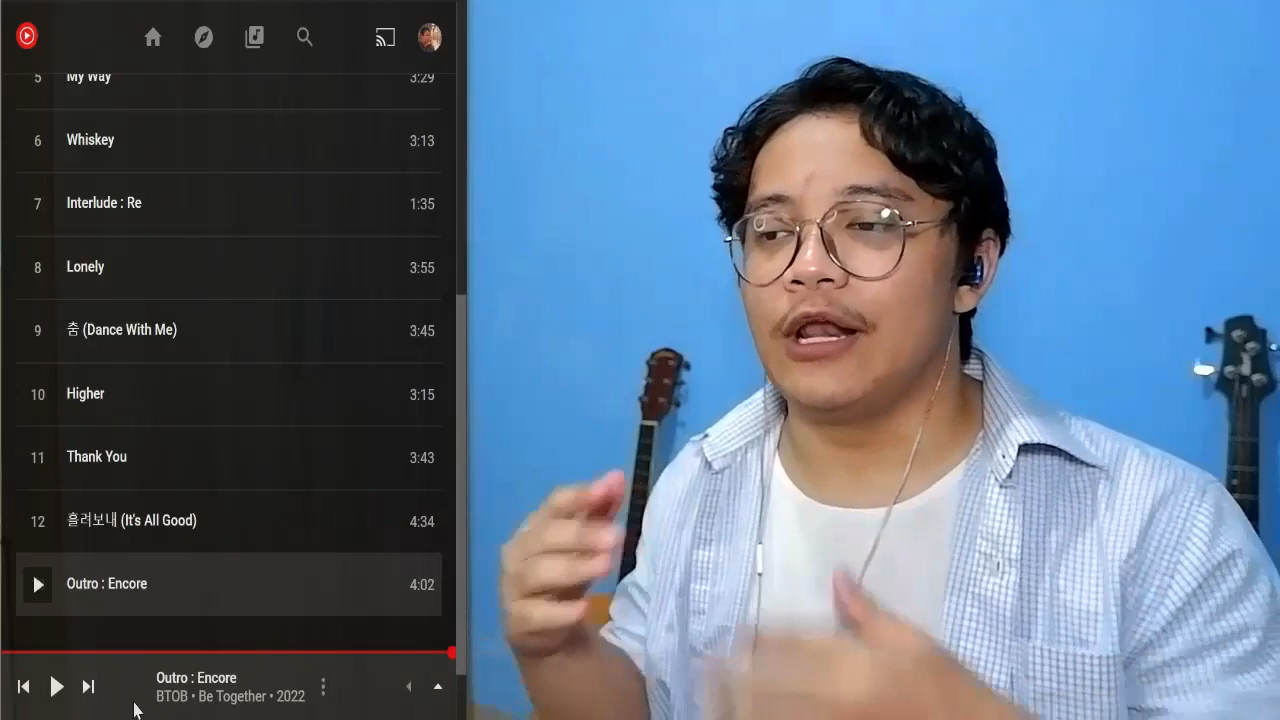 5 My Way 3:29
6 Whiskey 3:13
7 Interlude : Re 1:35
8 Lonely 3:55
9 춤 (Dance With Me) 3:45
10 Higher 3:15
11 Thank You 3:43
12 흘려보내 (It's All Good) 4:34
Outro : Encore 4:02
Outro : Encore
BTOB • Be Together • 2022